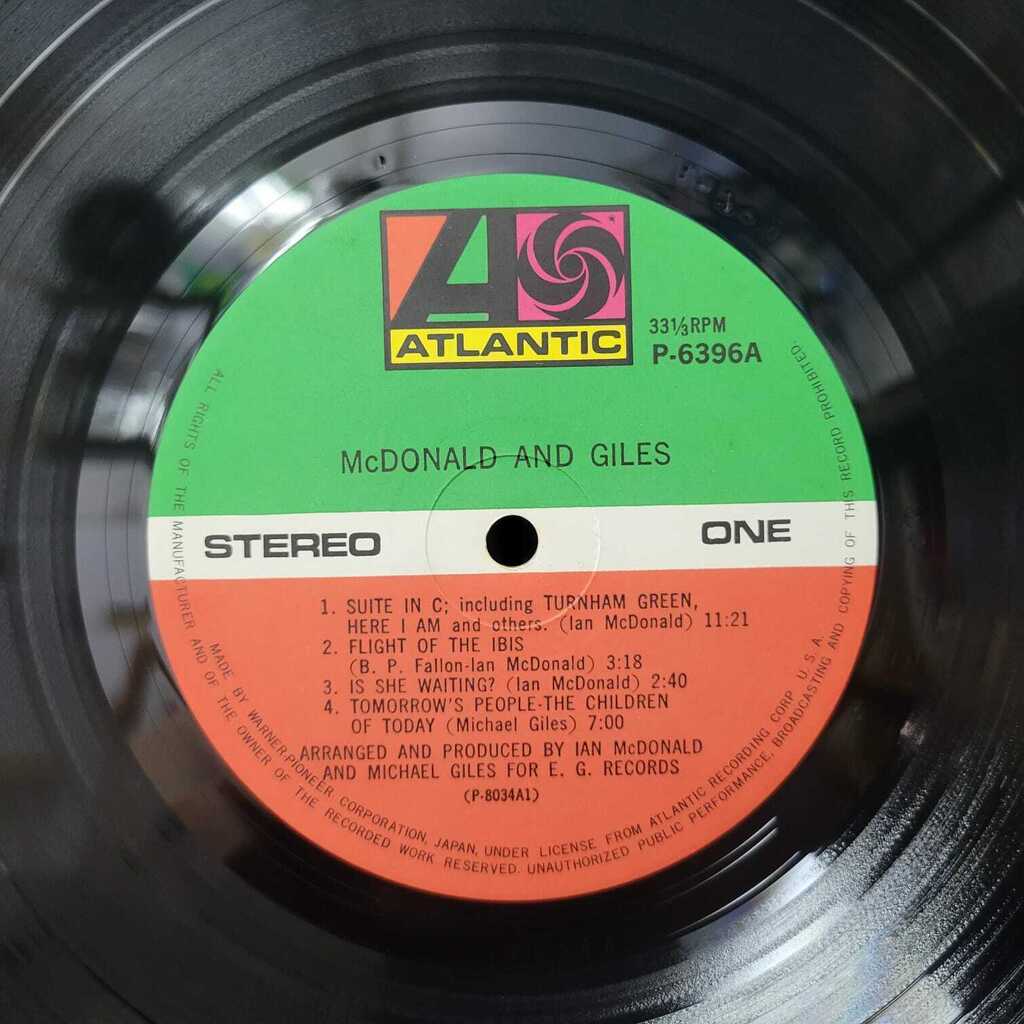 ATLANTIC
33⅓RPM
P-6396A
McDONALD AND GILES
STEREO
ONE
1. SUITE IN C; including TURNHAM GREEN,
HERE I AM and others. (Ian McDonald) 11:21
2. FLIGHT OF THE IBIS
(B. P. Fallon-Ian McDonald) 3:18
3. IS SHE WAITING? (Ian McDonald) 2:40
4. TOMORROW'S PEOPLE-THE CHILDREN
OF TODAY (Michael Giles) 7:00
ARRANGED AND PRODUCED BY IAN McDONALD
AND MICHAEL GILES FOR E. G. RECORDS
(P-8034A1)
MADE BY WARNER-PIONEER CORPORATION, JAPAN, UNDER LICENSE FROM ATLANTIC RECORDING CORP. U. S. A.
ALL RIGHTS OF THE MANUFACTURER AND OF THE OWNER OF THE RECORDED WORK RESERVED. UNAUTHORIZED PUBLIC PERFORMANCE, BROADCASTING AND COPYING OF THIS RECORD PROHIBITED.